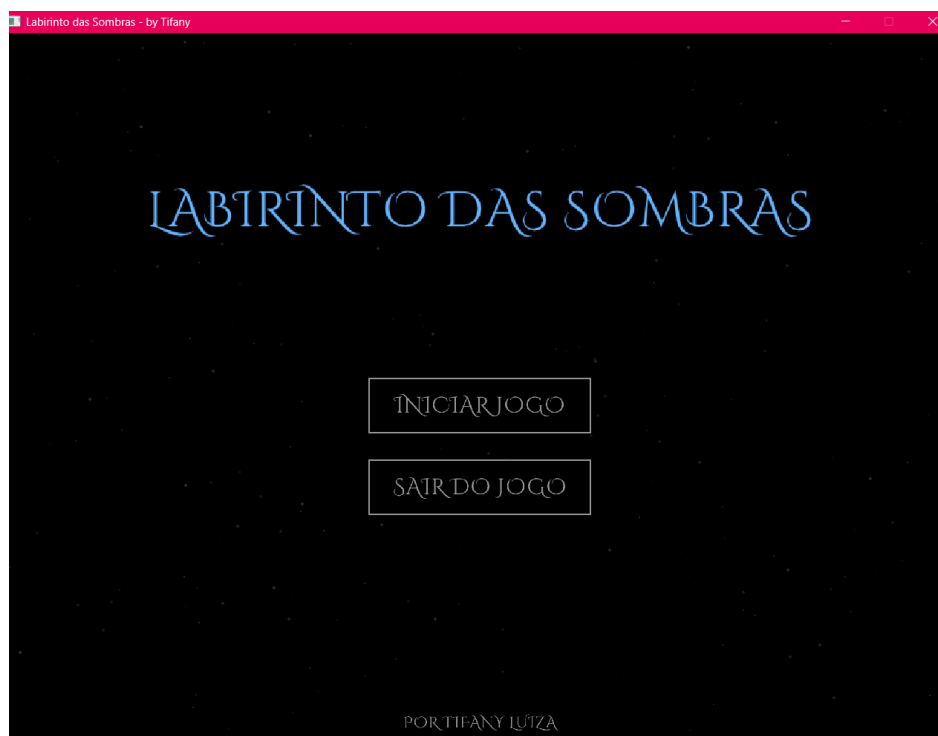 Labirinto das Sombras - by Tifany
LABIRINTO DAS SOMBRAS
INICIAR JOGO
SAIR DO JOGO
POR TIFANY LUIZA